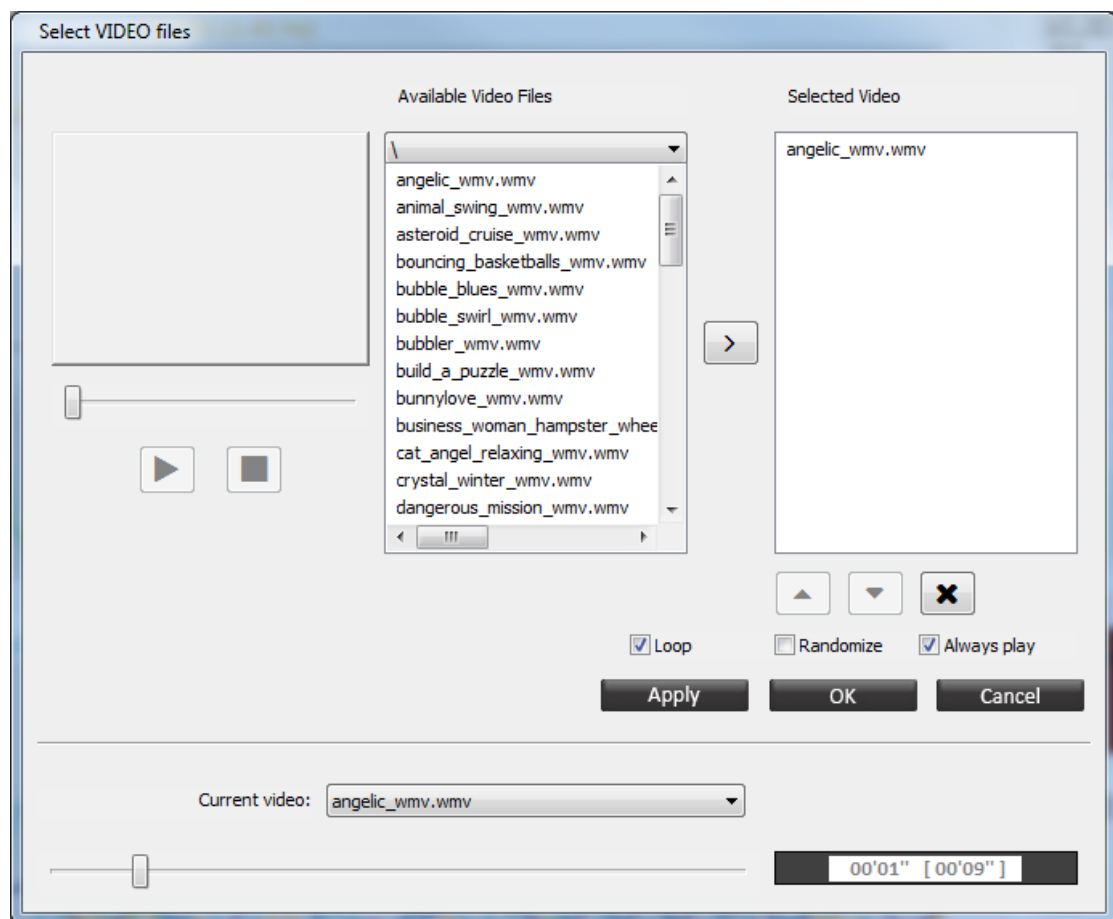 Select VIDEO files
Available Video Files
Selected Video
\
angelic_wmv.wmv
animal_swing_wmv.wmv
asteroid_cruise_wmv.wmv
bouncing_basketballs_wmv.wmv
bubble_blues_wmv.wmv
bubble_swirl_wmv.wmv
bubbler_wmv.wmv
build_a_puzzle_wmv.wmv
bunnylove_wmv.wmv
business_woman_hampster_whee
cat_angel_relaxing_wmv.wmv
crystal_winter_wmv.wmv
dangerous_mission_wmv.wmv
>
angelic_wmv.wmv
Loop
Randomize
Always play
Apply
OK
Cancel
Current video:
angelic_wmv.wmv
00'01" [00'09"]